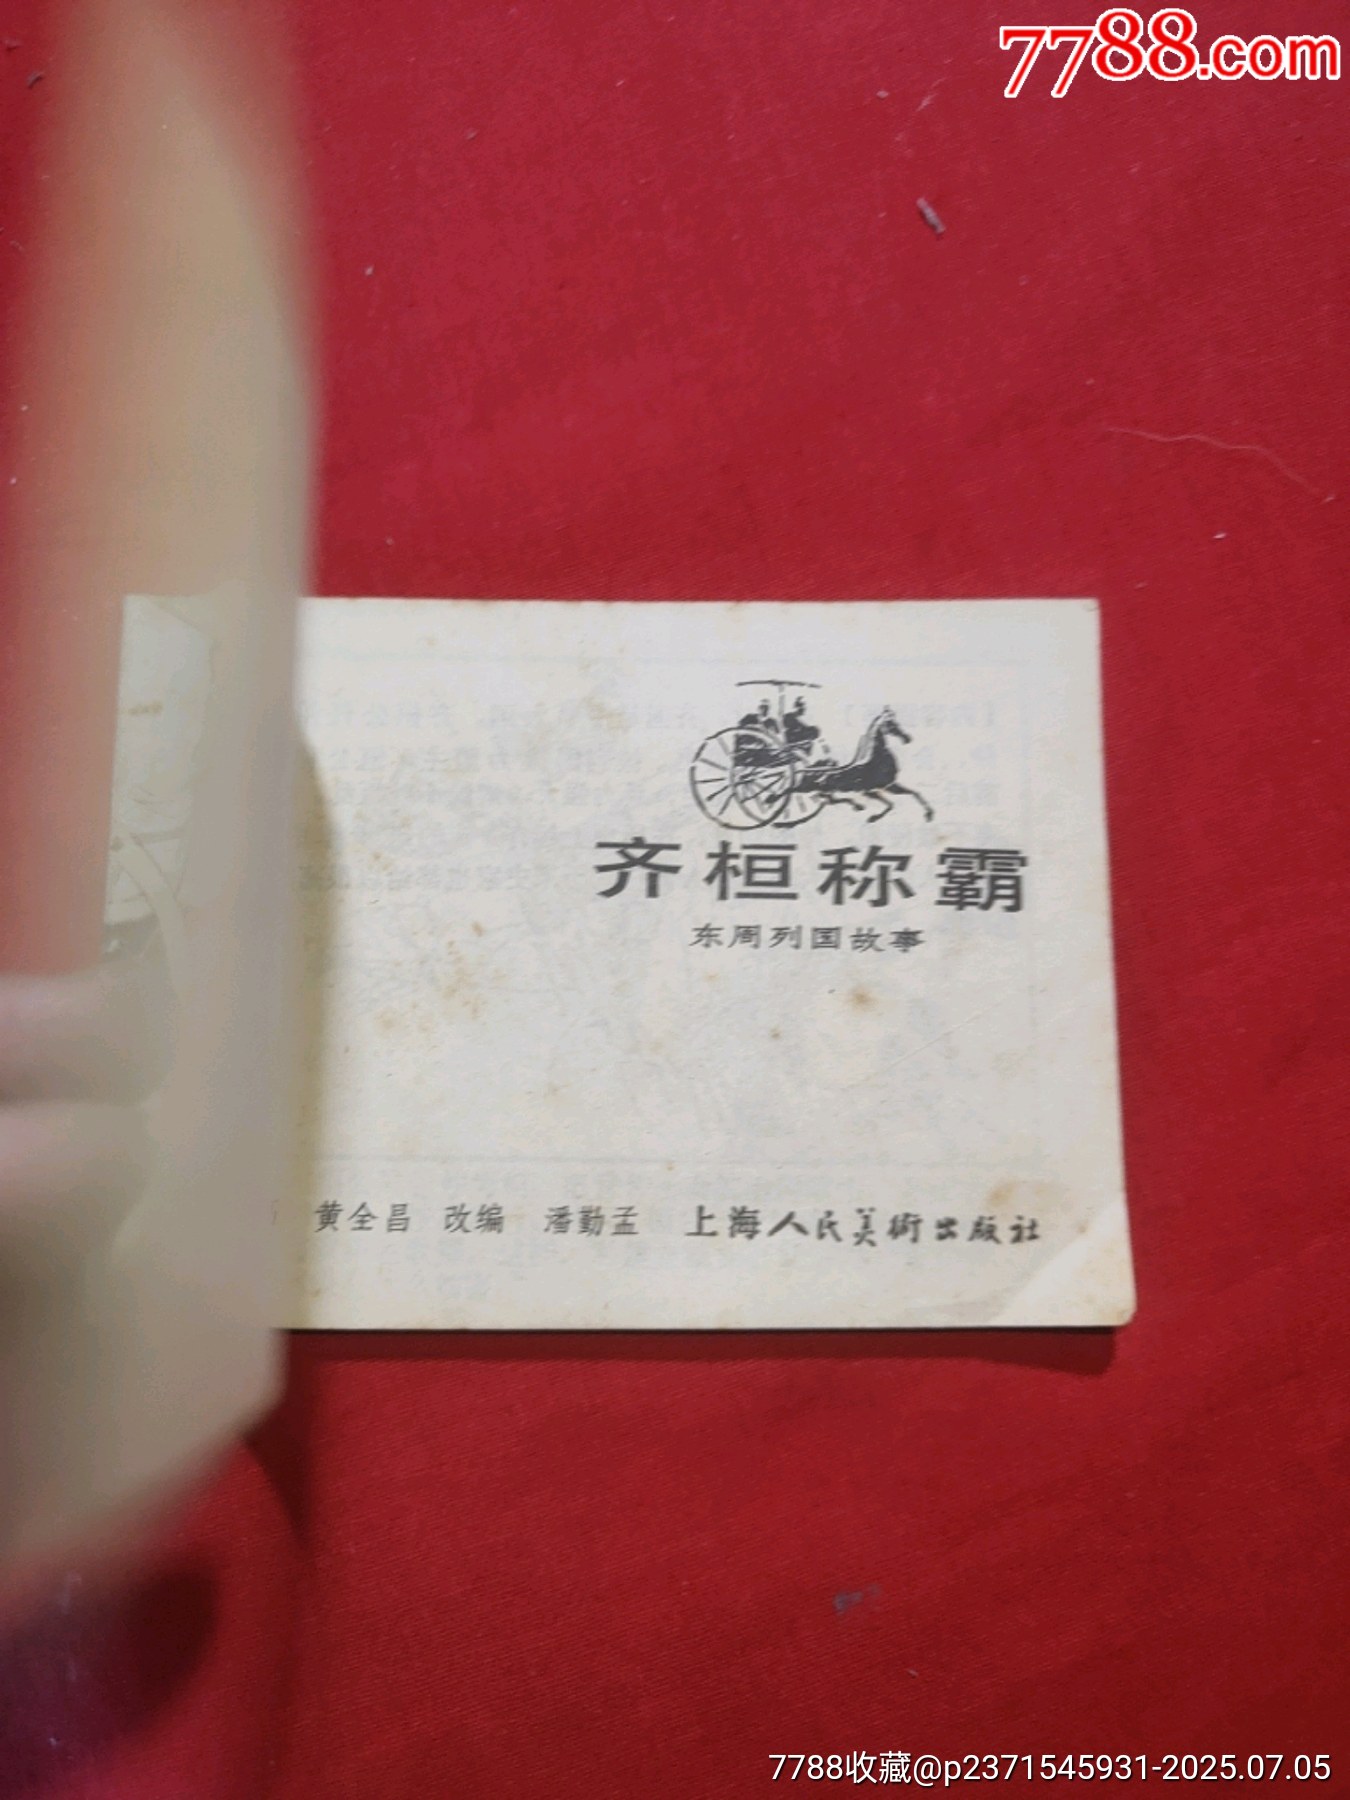 7788.com
齐桓称霸
东周列国故事
黄全昌 改编 潘勤孟 上海人民美術出版社
7788收藏@p2371545931-2025.07.05